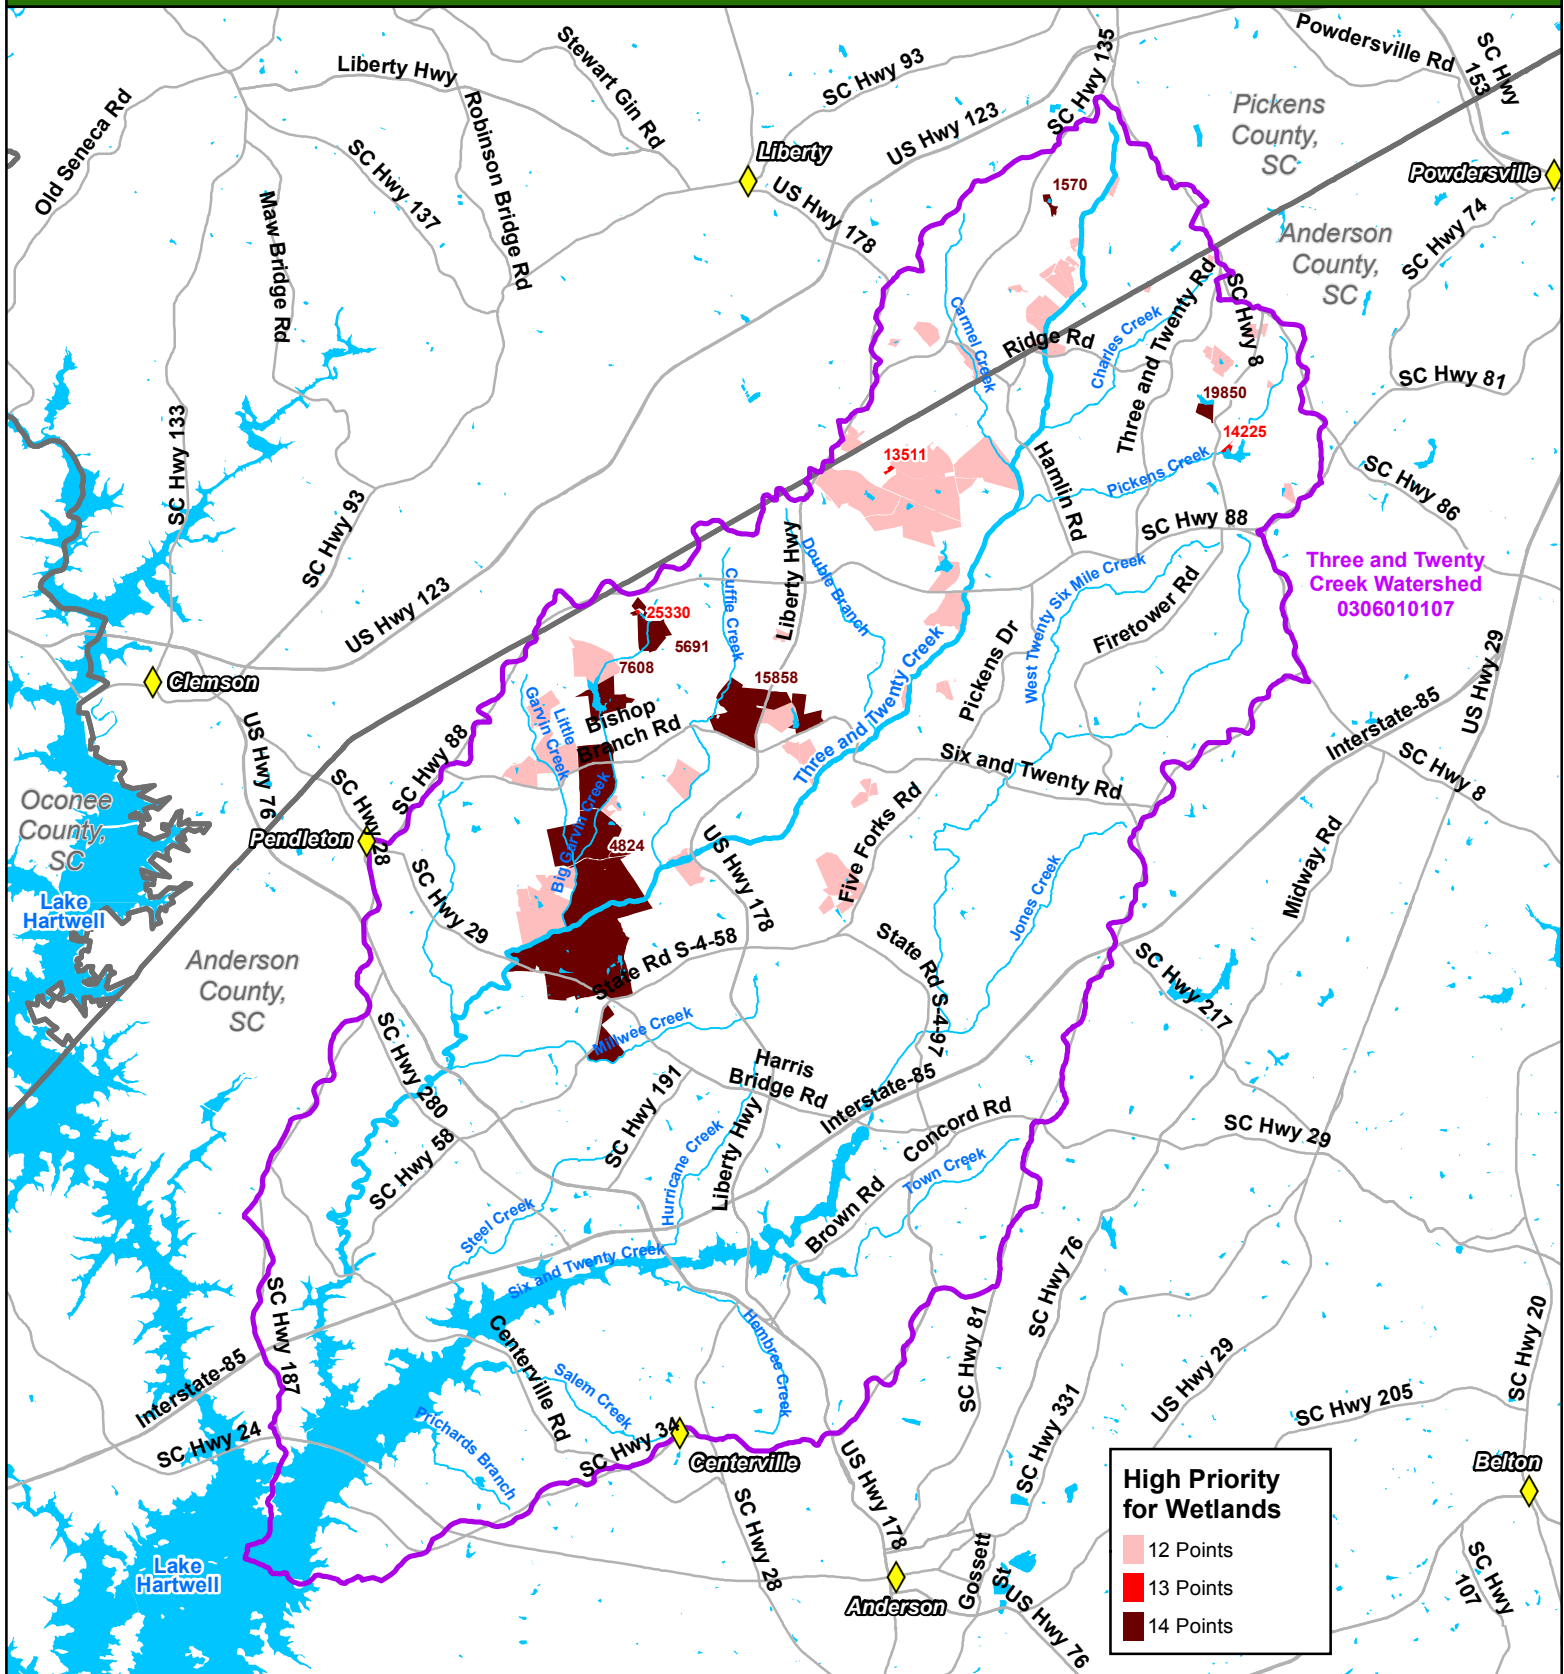 Powdersville Rd
SC Hwy
153
SC Hwy 135
Stewart Gin Rd
Liberty Hwy
SC Hwy 93
Old Seneca Rd
Robinson Bridge Rd
US Hwy 123
Pickens
County,
SC
SC Hwy 137
Liberty
Powdersville
1570
US Hwy 178
Maw Bridge Rd
SC Hwy 74
Anderson
County,
SC
Three and Twenty Rd
SC Hwy 8
Carmel Creek
Charles Creek
Ridge Rd
SC Hwy 81
19850
14225
SC Hwy 133
13511
Hamlin Rd
Pickens Creek
SC Hwy 86
SC Hwy 93
SC Hwy 88
Liberty Hwy
Double Branch
Three and Twenty
Creek Watershed
0306010107
US Hwy 123
Cuffie Creek
West Twenty Six Mile Creek
Firetower Rd
25330
5691
7608
15858
Pickens Dr
Three and Twenty Creek
US Hwy 29
Clemson
Little
Garvin Creek
Bishop
Branch Rd
Interstate-85
US Hwy 76
SC Hwy 88
SC Hwy 28
Six and Twenty Rd
SC Hwy 8
Oconee
County,
SC
Big Garvin Creek
Five Forks Rd
Midway Rd
Pendleton
4824
US Hwy 178
SC Hwy 29
Jones Creek
Lake
Hartwell
State Rd S-4-58
State Rd S-4-97
SC Hwy 217
Anderson
County,
SC
SC Hwy 280
Millwee Creek
Harris
Bridge Rd
Interstate-85
SC Hwy 191
Concord Rd
SC Hwy 29
SC Hwy 58
Hurricane Creek
Liberty Hwy
Town Creek
Brown Rd
Steel Creek
Six and Twenty Creek
SC Hwy 76
SC Hwy 187
Centerville Rd
Hembree Creek
SC Hwy 81
SC Hwy 20
Interstate-85
Salem Creek
US Hwy 29
SC Hwy 331
SC Hwy 205
Prichards Branch
SC Hwy 24
SC Hwy 34
Centerville
US Hwy 178
Belton
High Priority
for Wetlands
12 Points
13 Points
14 Points
SC Hwy 28
Gossett
St
SC Hwy
107
Lake
Hartwell
Anderson
US Hwy 76